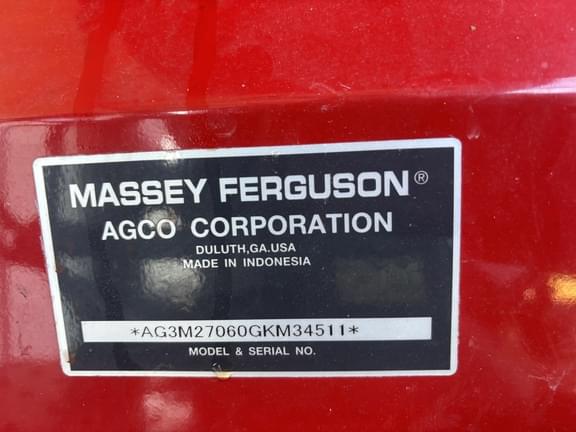 MASSEY FERGUSON®
AGCO CORPORATION
DULUTH,GA.USA
MADE IN INDONESIA
*AG3M27060GKM34511*
MODEL & SERIAL NO.